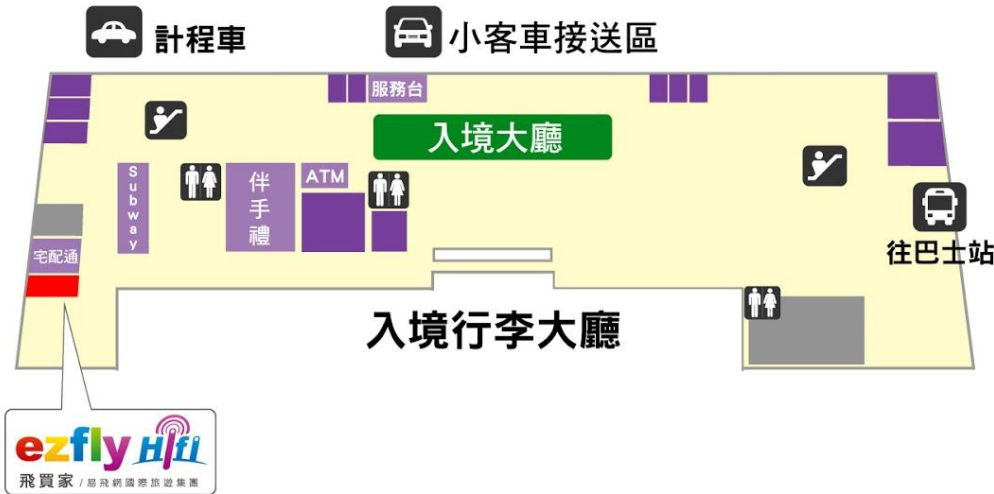 計程車
小客車接送區
服務台
入境大廳
Subway
伴手禮
ATM
宅配通
往巴士站
入境行李大廳
ezfly Hifi
飛買家 / 易飛網國際旅遊集團